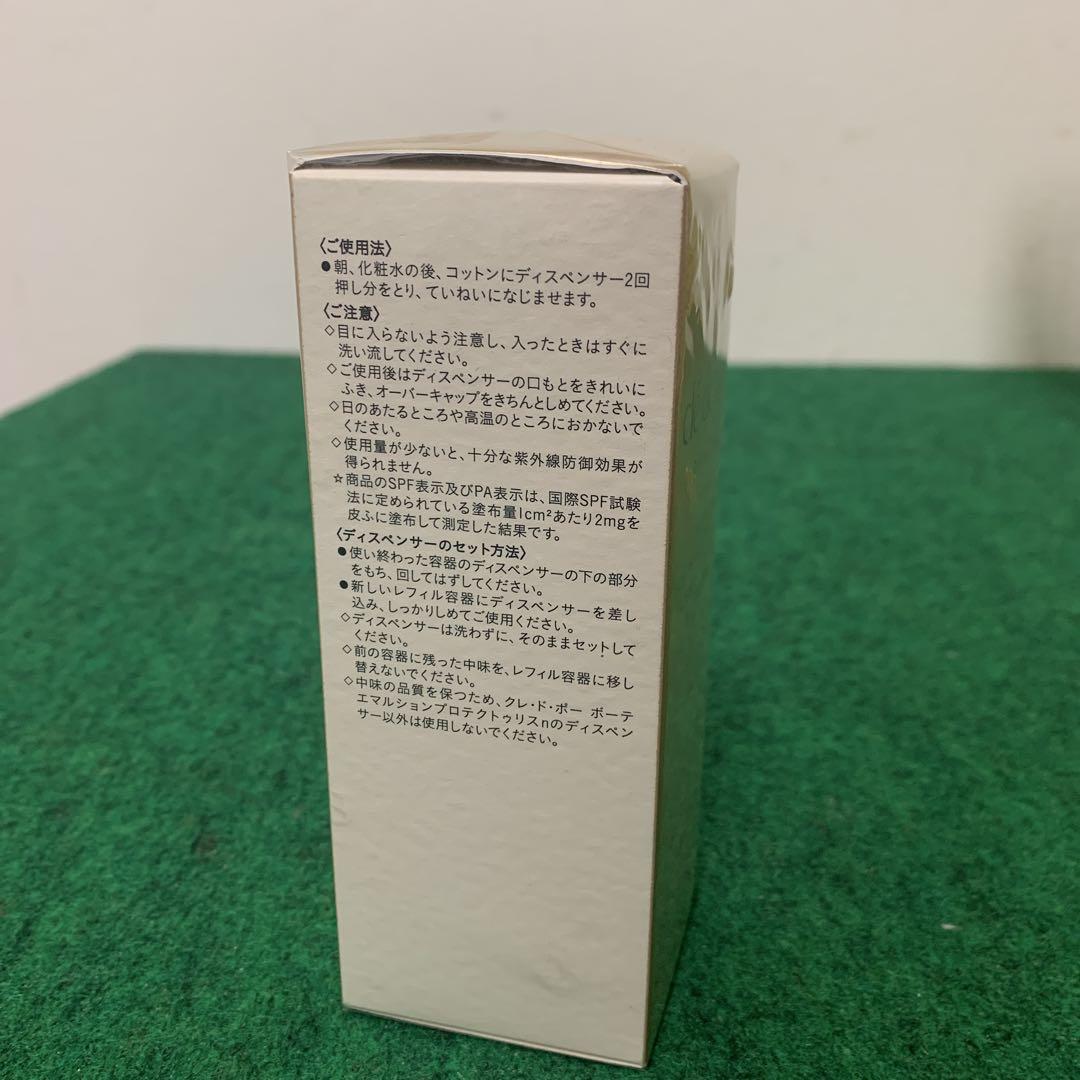 〈ご使用法〉
●朝、化粧水の後、コットンにディスペンサー2回
押し分をとり、ていねいになじませます。
〈ご注意〉
◇目に入らないよう注意し、入ったときはすぐに
洗い流してください。
◇ご使用後はディスペンサーの口もとをきれいに
ふき、オーバーキャップをきちんとしめてください。
◇日のあたるところや高温のところにおかないで
ください。
◇使用量が少ないと、十分な紫外線防御効果が
得られません。
☆商品のSPF表示及びPA表示は、国際SPF試験
法に定められている塗布量1cm²あたり2mgを
皮ふに塗布して測定した結果です。
〈ディスペンサーのセット方法〉
●使い終わった容器のディスペンサーの下の部分
をもち、回してはずしてください。
●新しいレフィル容器にディスペンサーを差し
込み、しっかりしめてご使用ください。
◇ディスペンサーは洗わずに、そのままセットして
ください。
◇前の容器に残った中味を、レフィル容器に移し
替えないでください。
◇中味の品質を保つため、クレ・ド・ポー ボーテ
エマルションプロテクトゥリスnのディスペン
サー以外は使用しないでください。